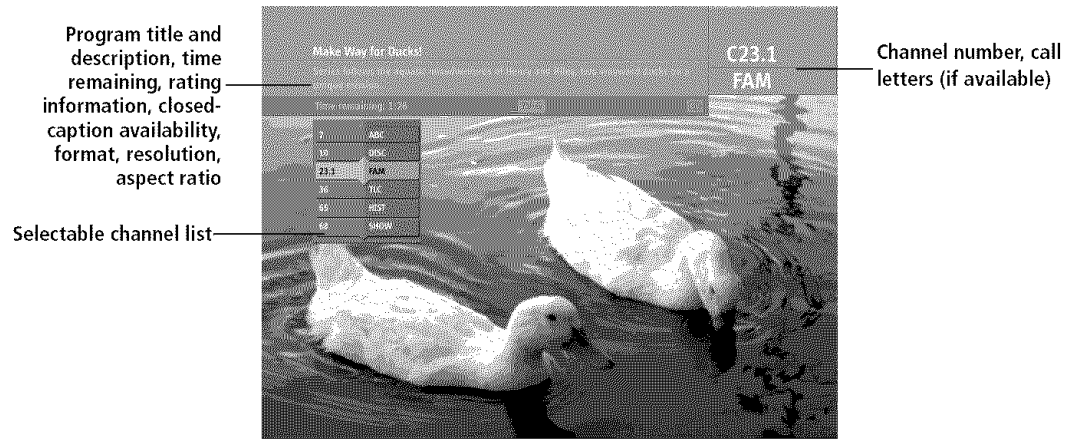 Program title and
description, time
remaining, rating
information, closed-
caption availability,
format, resolution,
aspect ratio
Selectable channel list
Make Way for Ducks!
Time remaining: 1:26
7 ABC
10 DISC
23.1 FAM
36 TLC
65 HIST
68 SHOW
C23.1
FAM
Channel number, call
letters (if available)